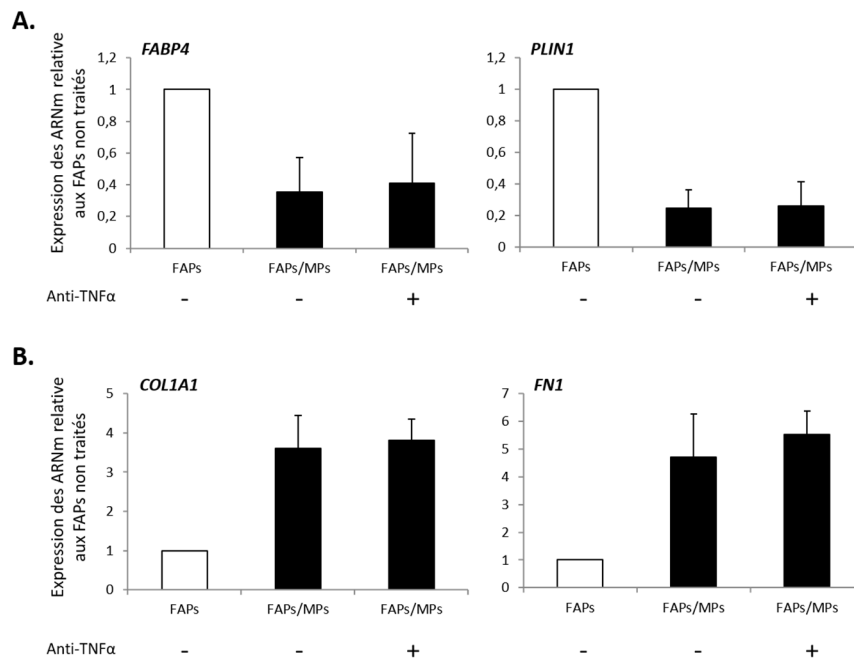 A.
FABP4
Expression des ARNm relative
aux FAPs non traités
1,2
1
0,8
0,6
0,4
0,2
0
FAPs FAPs/MPs FAPs/MPs
Anti-TNFα - - +
PLIN1
1,2
1
0,8
0,6
0,4
0,2
0
FAPs FAPs/MPs FAPs/MPs
- - +
B.
COL1A1
Expression des ARNm relative
aux FAPs non traités
5
4
3
2
1
0
FAPs FAPs/MPs FAPs/MPs
Anti-TNFα - - +
FN1
7
6
5
4
3
2
1
0
FAPs FAPs/MPs FAPs/MPs
- - +